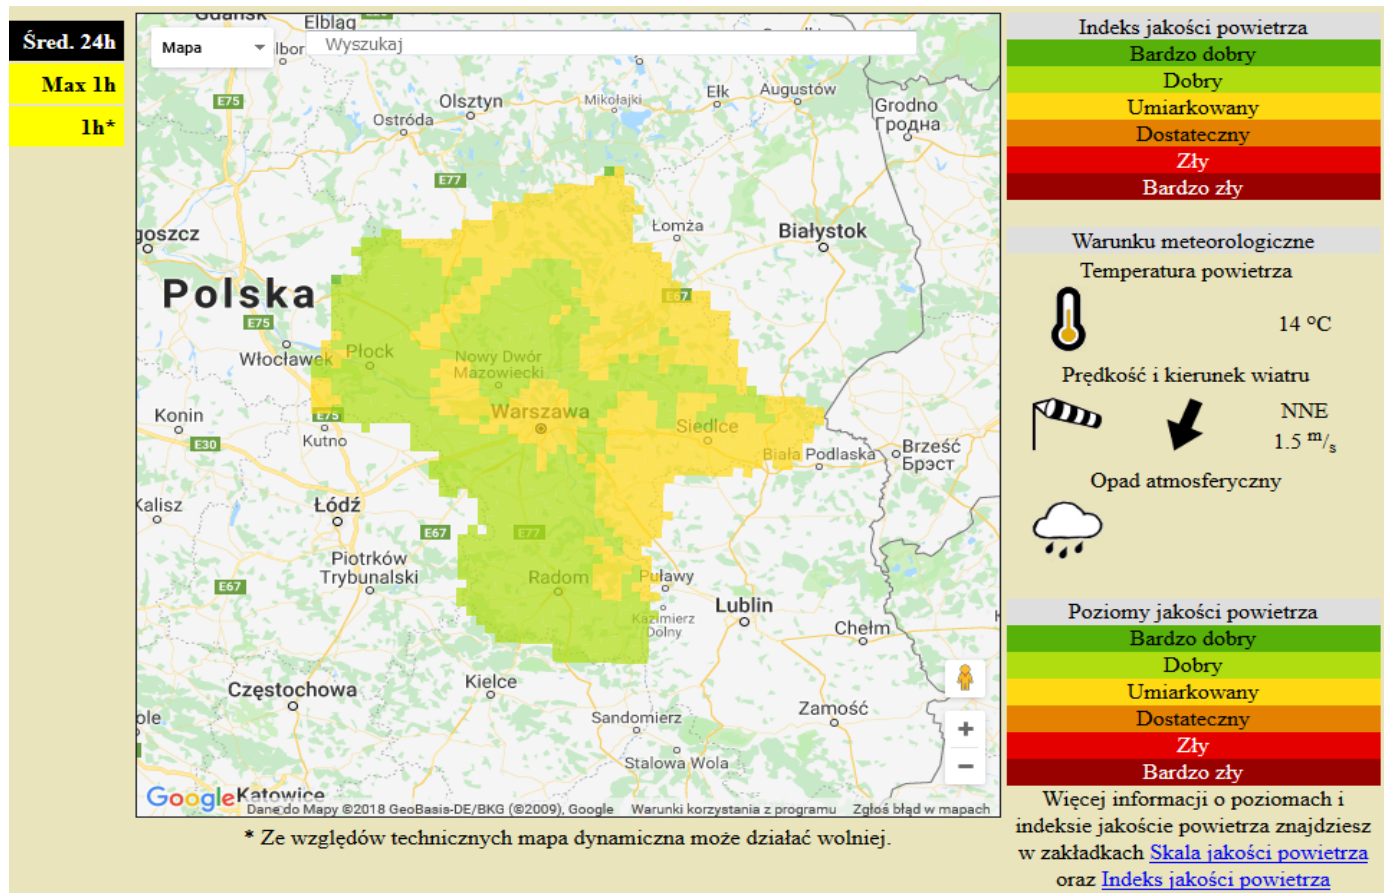 Śred. 24h
Max 1h
1h*
Mapa
Wyszukaj
Gdańsk
Elbląg
E75
Olsztyn
Mikołajki
Ełk
Augustów
Ostróda
Grodno
Гродна
E77
Łomża
Białystok
goszcz
Polska
E67
E75
Włocławek
Płock
Nowy Dwór
Mazowiecki
Konin
E75
Warszawa
Siedlce
Kutno
E30
Biała Podlaska
Brześć
Брэст
Kalisz
Łódź
E67
E77
Piotrków
Trybunalski
Radom
Puławy
E67
Kazimierz
Dolny
Lublin
Chełm
Kielce
Częstochowa
Sandomierz
Zamość
ole
Stalowa Wola
Google
Katowice
Dane do Mapy ©2018 GeoBasis-DE/BKG (©2009), Google
Warunki korzystania z programu
Zgłoś błąd w mapach
* Ze względów technicznych mapa dynamiczna może działać wolniej.
Indeks jakości powietrza
Bardzo dobry
Dobry
Umiarkowany
Dostateczny
Zły
Bardzo zły
Warunku meteorologiczne
Temperatura powietrza
14 °C
Prędkość i kierunek wiatru
NNE
1.5 m/s
Opad atmosferyczny
Poziomy jakości powietrza
Bardzo dobry
Dobry
Umiarkowany
Dostateczny
Zły
Bardzo zły
Więcej informacji o poziomach i
indeksie jakoście powietrza znajdziesz
w zakładkach Skala jakości powietrza
oraz Indeks jakości powietrza